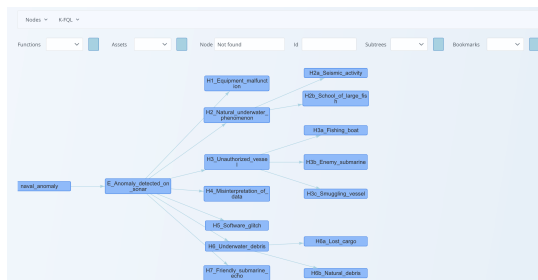 Nodes K-FQL
Functions Assets Node Not found Id Subtrees Bookmarks
H2a_Seismic_activity
H1_Equipment_malfunct
ion
H2b_School_of_large_fis
h
H2_Natural_underwater_
phenomenon
H3a_Fishing_boat
H3_Unauthorized_vesse
l
H3b_Enemy_submarine
naval_anomaly
E_Anomaly_detected_on
_sonar
H4_Misinterpretation_of_
data
H3c_Smuggling_vessel
H5_Software_glitch
H6_Underwater_debris
H6a_Lost_cargo
H7_Friendly_submarine_
echo
H6b_Natural_debris